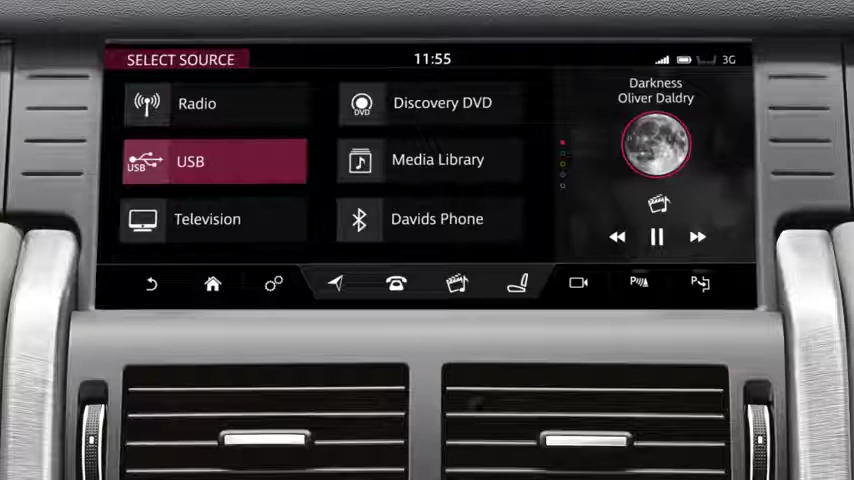 SELECT SOURCE
11:55
3G
Radio
Discovery DVD
DVD
USB
USB
Media Library
Television
Davids Phone
Darkness
Oliver Daldry
P
P